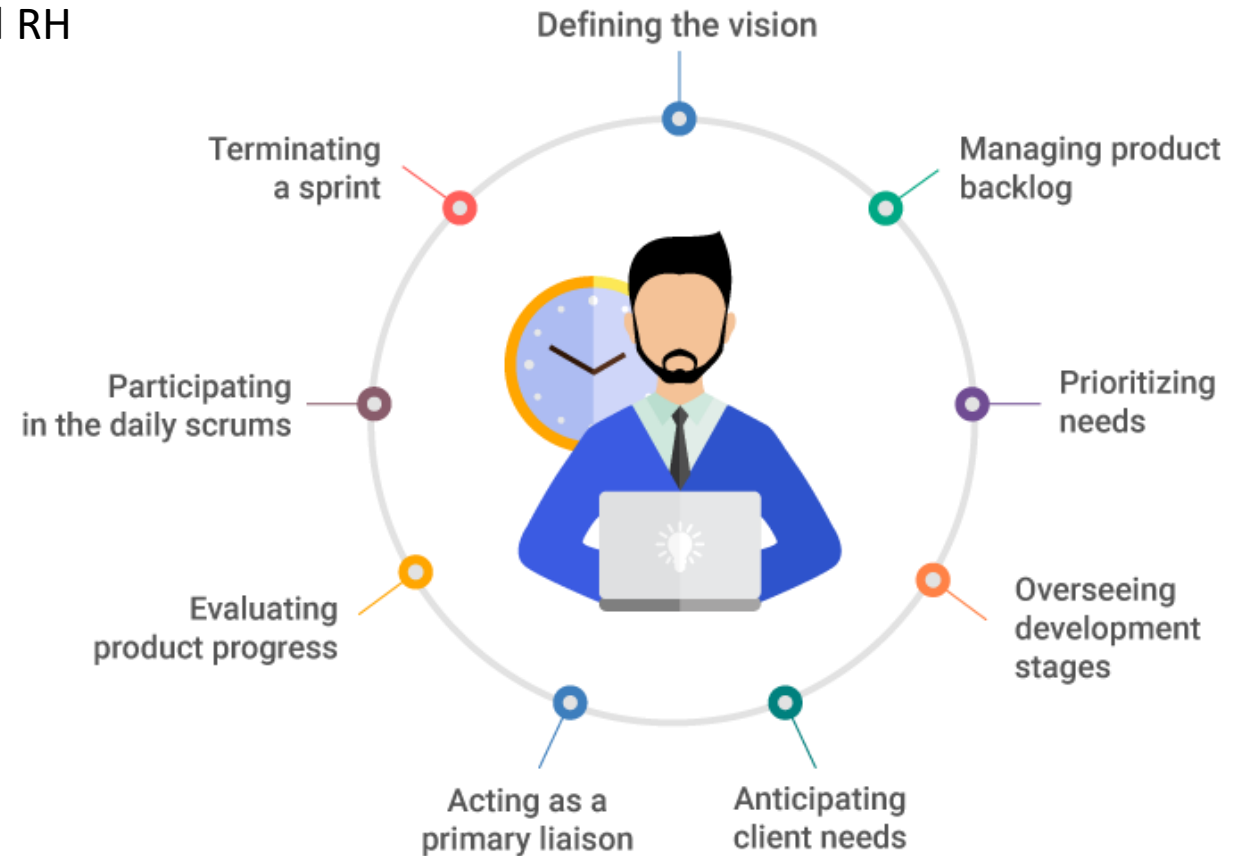 RH
Defining the vision
Managing product
backlog
Prioritizing
needs
Overseeing
development
stages
Anticipating
client needs
Acting as a
primary liaison
Evaluating
product progress
Participating
in the daily scrums
Terminating
a sprint